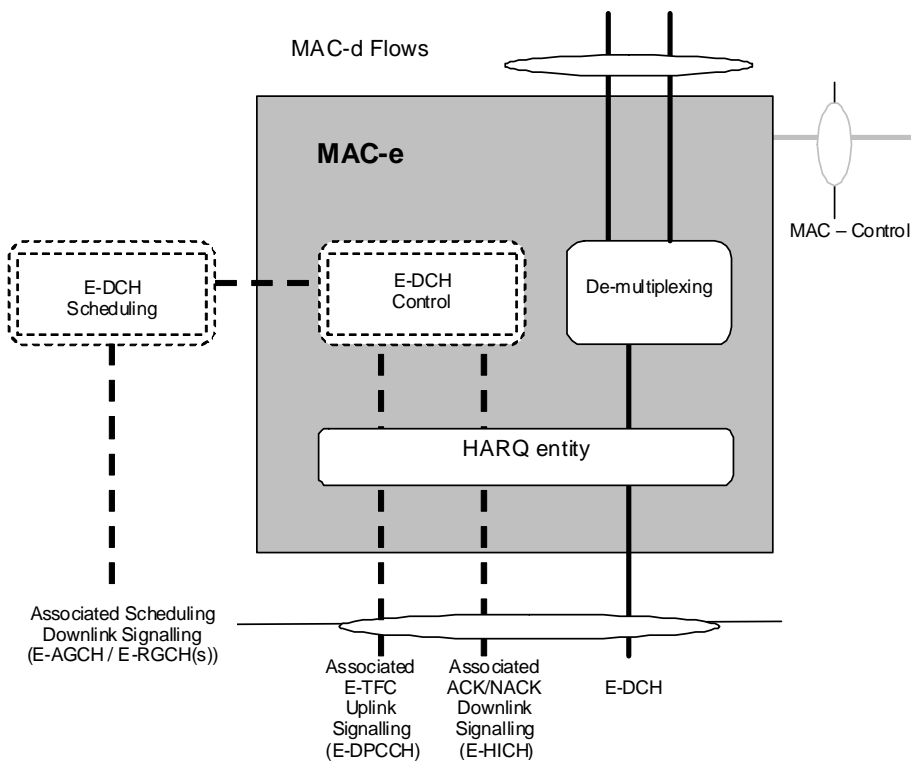 MAC-d Flows
MAC-e
MAC – Control
E-DCH
Scheduling
E-DCH
Control
De-multiplexing
HARQ entity
Associated Scheduling
Downlink Signalling
(E-AGCH / E-RGCH(s))
Associated
E-TFC
Uplink
Signalling
(E-DPCCH)
Associated
ACK/NACK
Downlink
Signalling
(E-HICH)
E-DCH